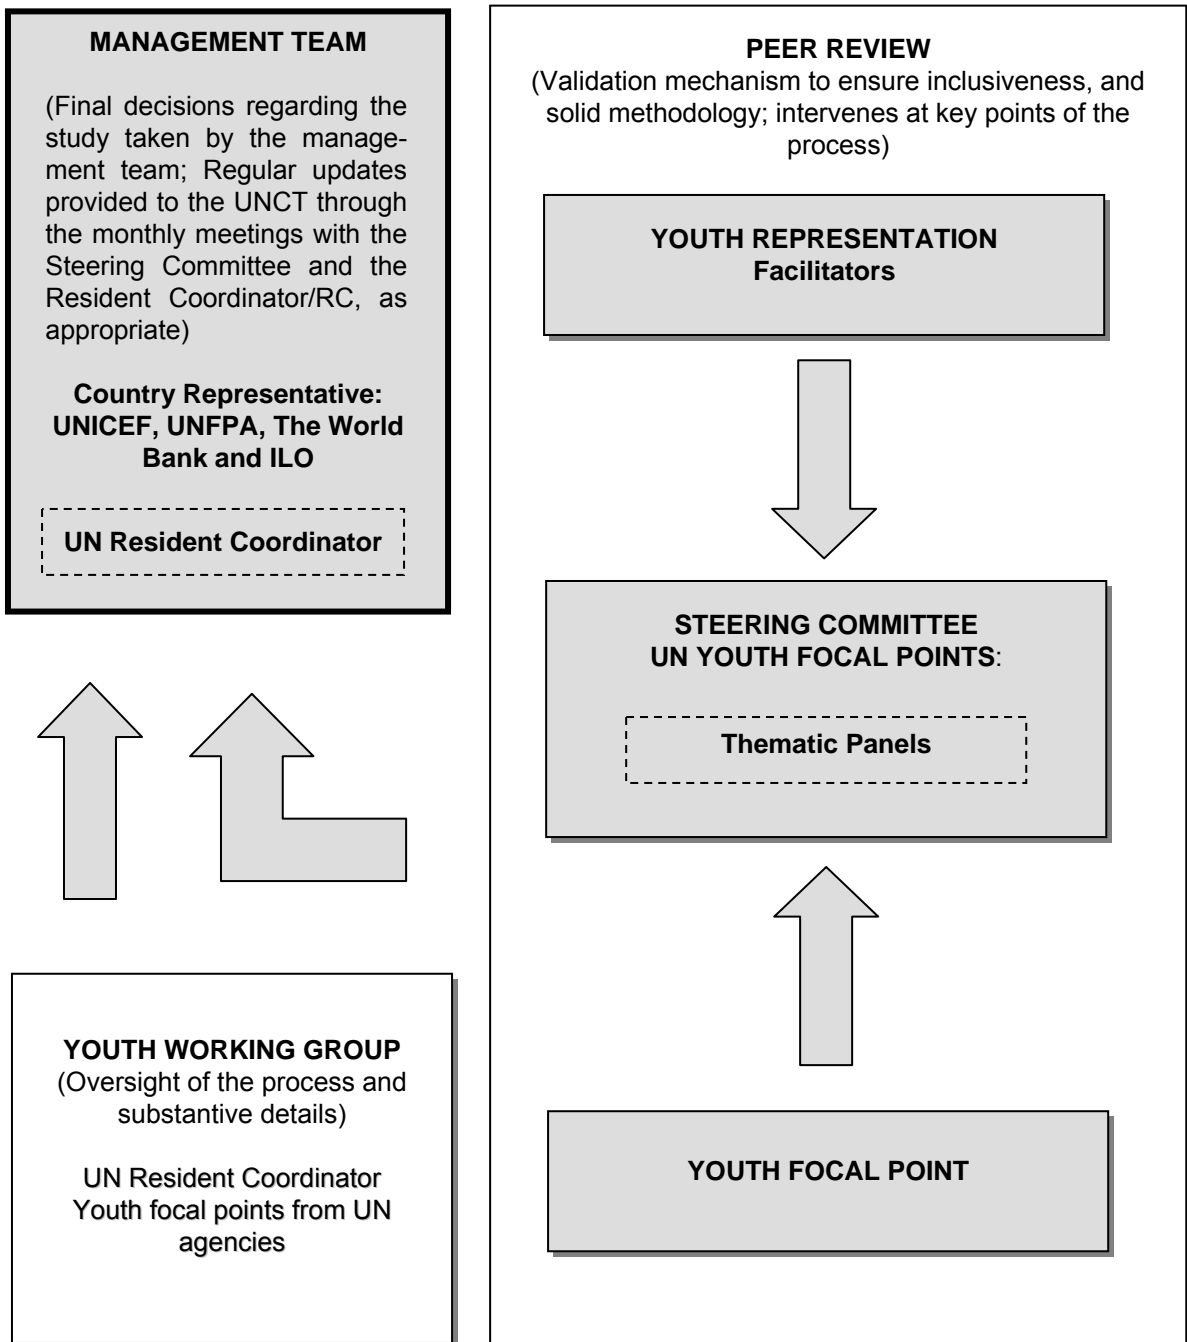 MANAGEMENT TEAM
(Final decisions regarding the
study taken by the manage-
ment team; Regular updates
provided to the UNCT through
the monthly meetings with the
Steering Committee and the
Resident Coordinator/RC, as
appropriate)
Country Representative:
UNICEF, UNFPA, The World
Bank and ILO
UN Resident Coordinator
YOUTH WORKING GROUP
(Oversight of the process and
substantive details)
UN Resident Coordinator
Youth focal points from UN
agencies
PEER REVIEW
(Validation mechanism to ensure inclusiveness, and
solid methodology; intervenes at key points of the
process)
YOUTH REPRESENTATION
Facilitators
STEERING COMMITTEE
UN YOUTH FOCAL POINTS:
Thematic Panels
YOUTH FOCAL POINT